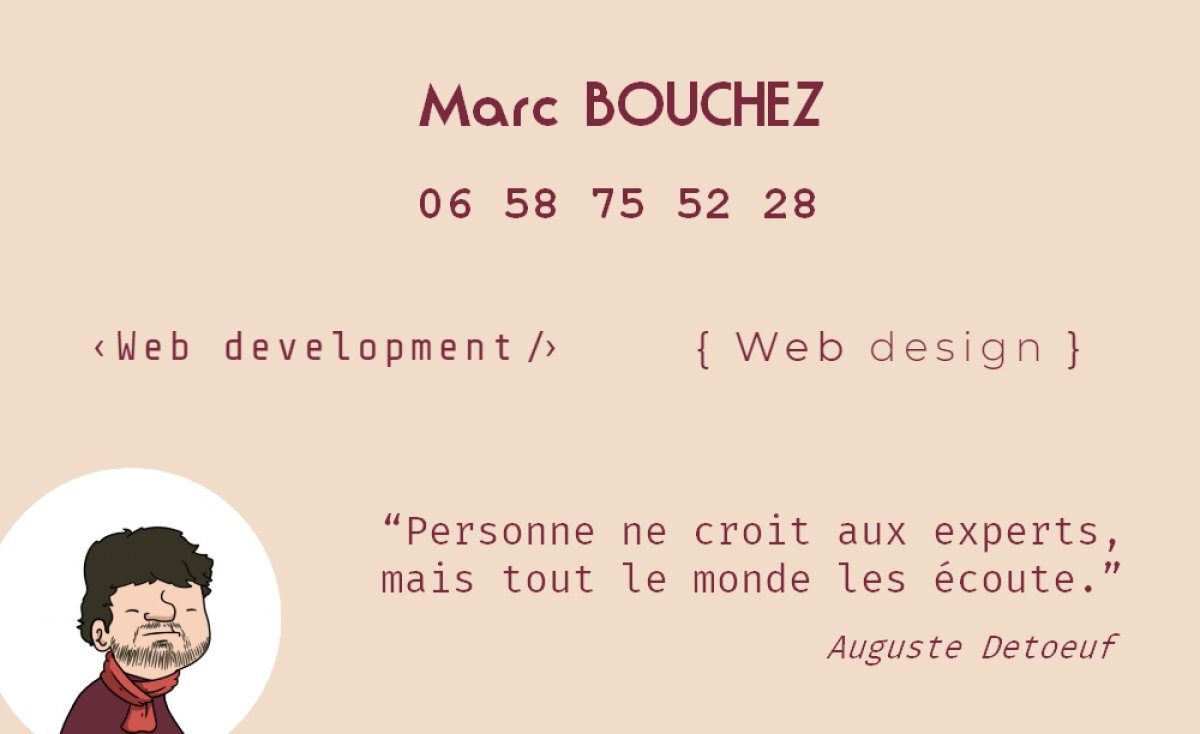 Marc BOUCHEZ
06 58 75 52 28
‹Web development/›
{ Web design }
“Personne ne croit aux experts,
mais tout le monde les écoute.”
Auguste Detoeuf